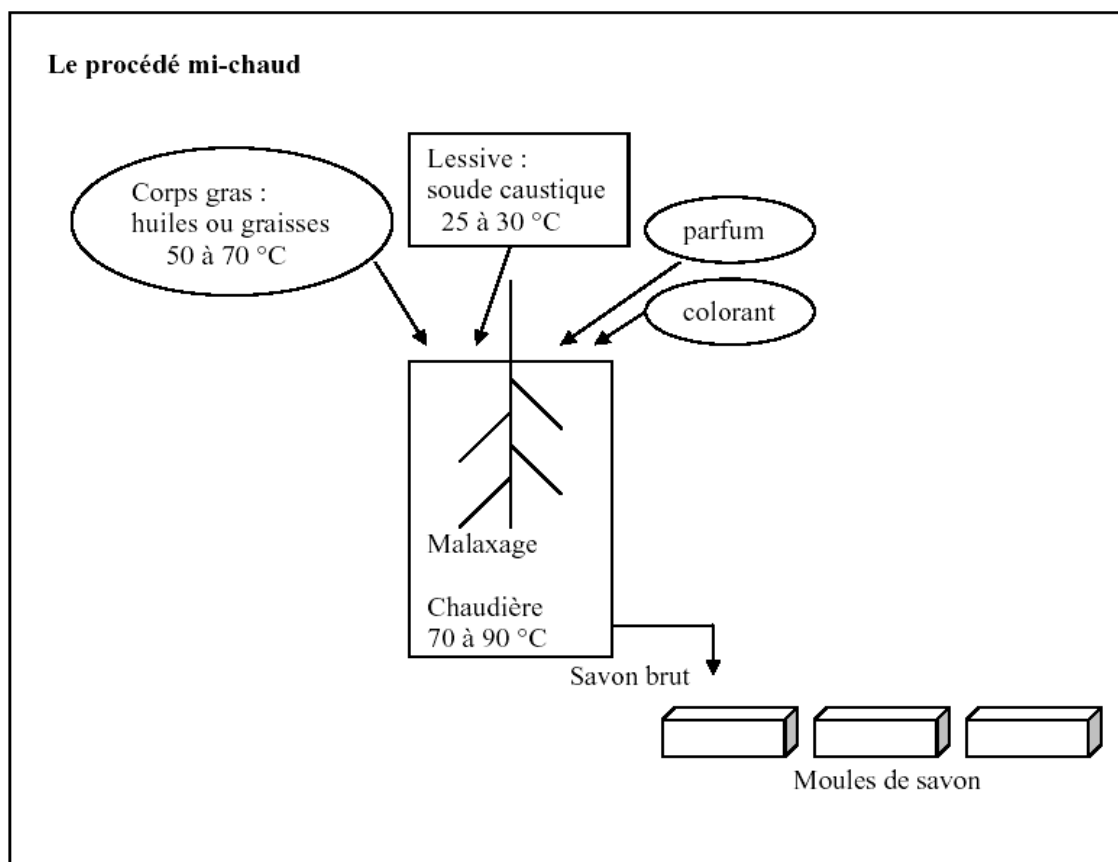 Le procédé mi-chaud
Corps gras :
huiles ou graisses
50 à 70 °C
Lessive :
soude caustique
25 à 30 °C
parfum
colorant
Malaxage
Chaudière
70 à 90 °C
Savon brut
Moules de savon